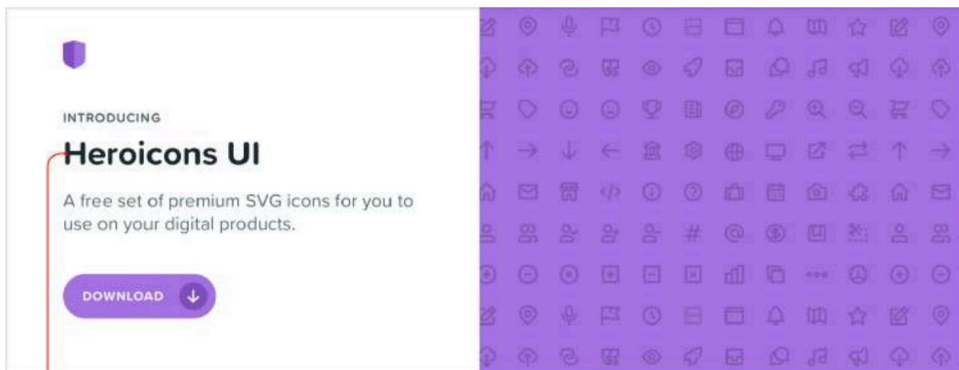 INTRODUCING
Heroicons UI
A free set of premium SVG icons for you to
use on your digital products.
DOWNLOAD